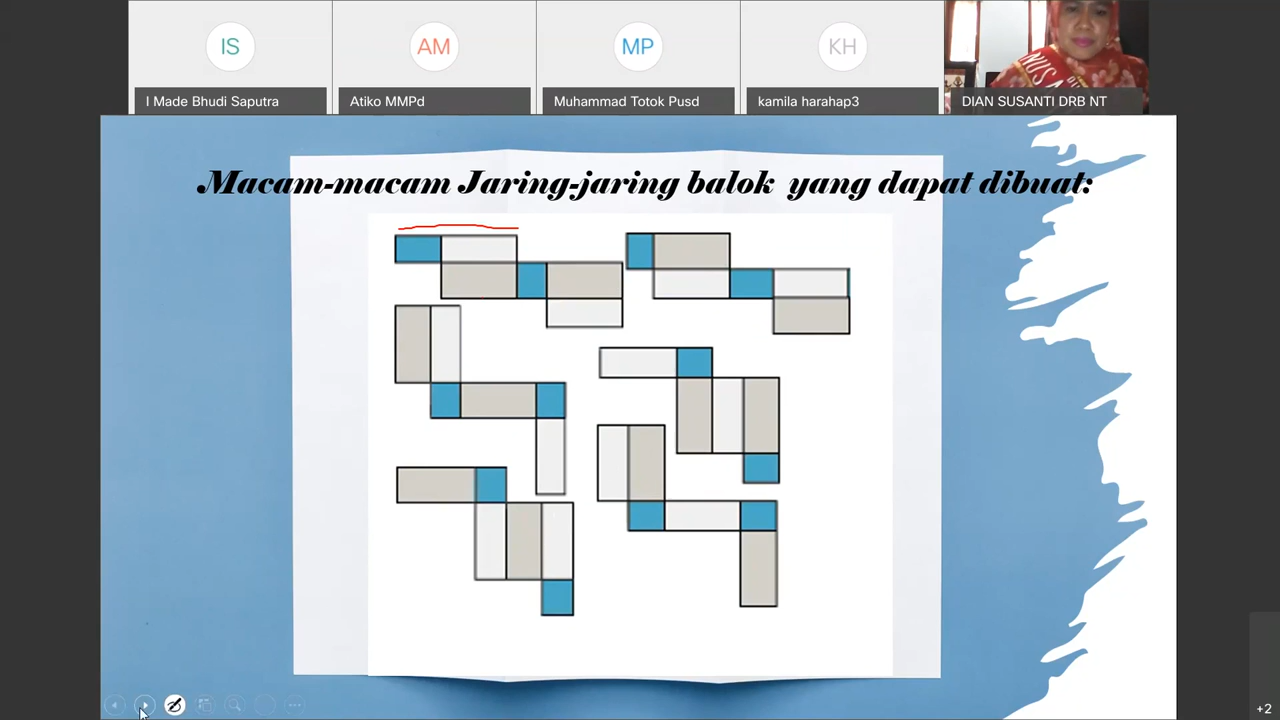 IS
AM
MP
KH
I Made Bhudi Saputra
Atiko MMPd
Muhammad Totok Pusd
kamila harahap3
DIAN SUSANTI DRB NT
Macam-macam Jaring-jaring balok yang dapat dibuat:
+2